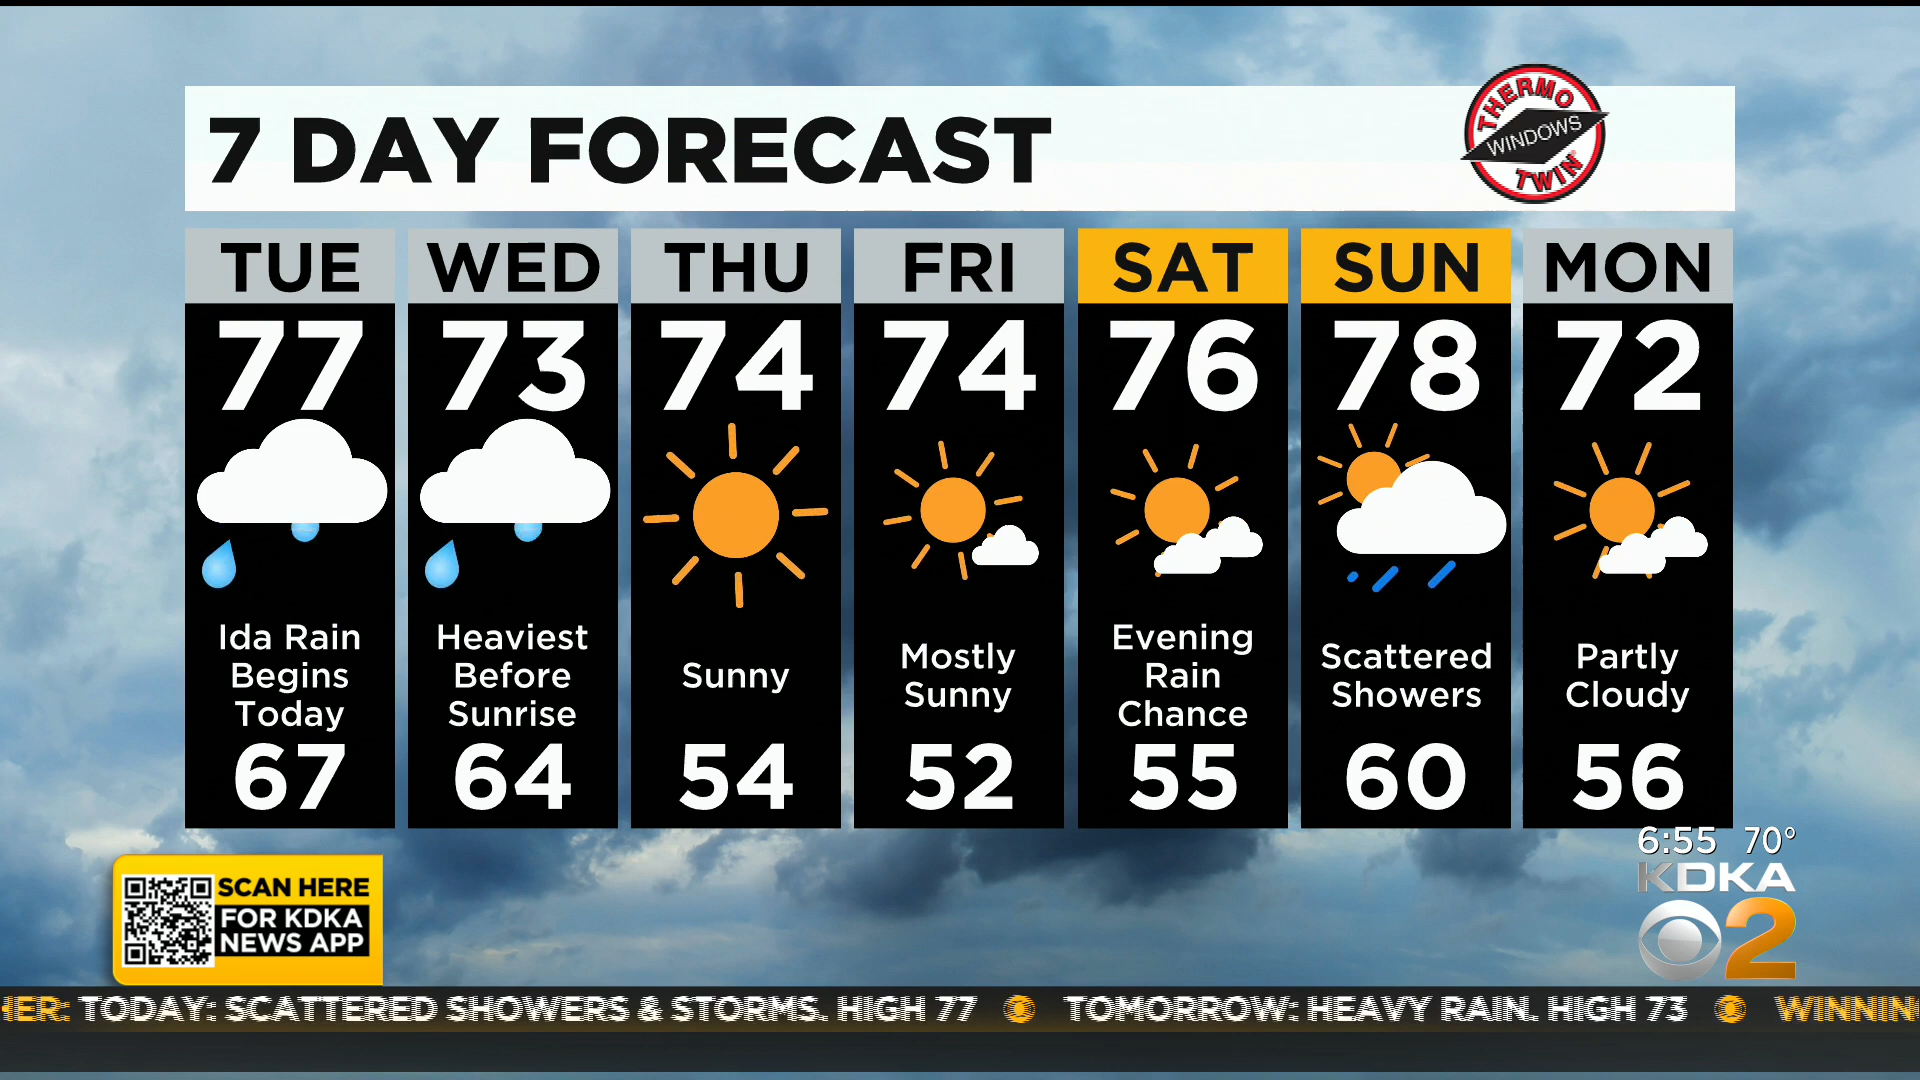 7 DAY FORECAST
THERMO
WINDOWS
TWIN
TUE WED THU FRI SAT SUN MON
77 73 74 74 76 78 72
Ida Rain
Begins
Today
Heaviest
Before
Sunrise
Sunny
Mostly
Sunny
Evening
Rain
Chance
Scattered
Showers
Partly
Cloudy
67 64 54 52 55 60 56
6:55 70°
KDKA
2
SCAN HERE
FOR KDKA
NEWS APP
HER: TODAY: SCATTERED SHOWERS & STORMS. HIGH 77 TOMORROW: HEAVY RAIN. HIGH 73 WINNIN